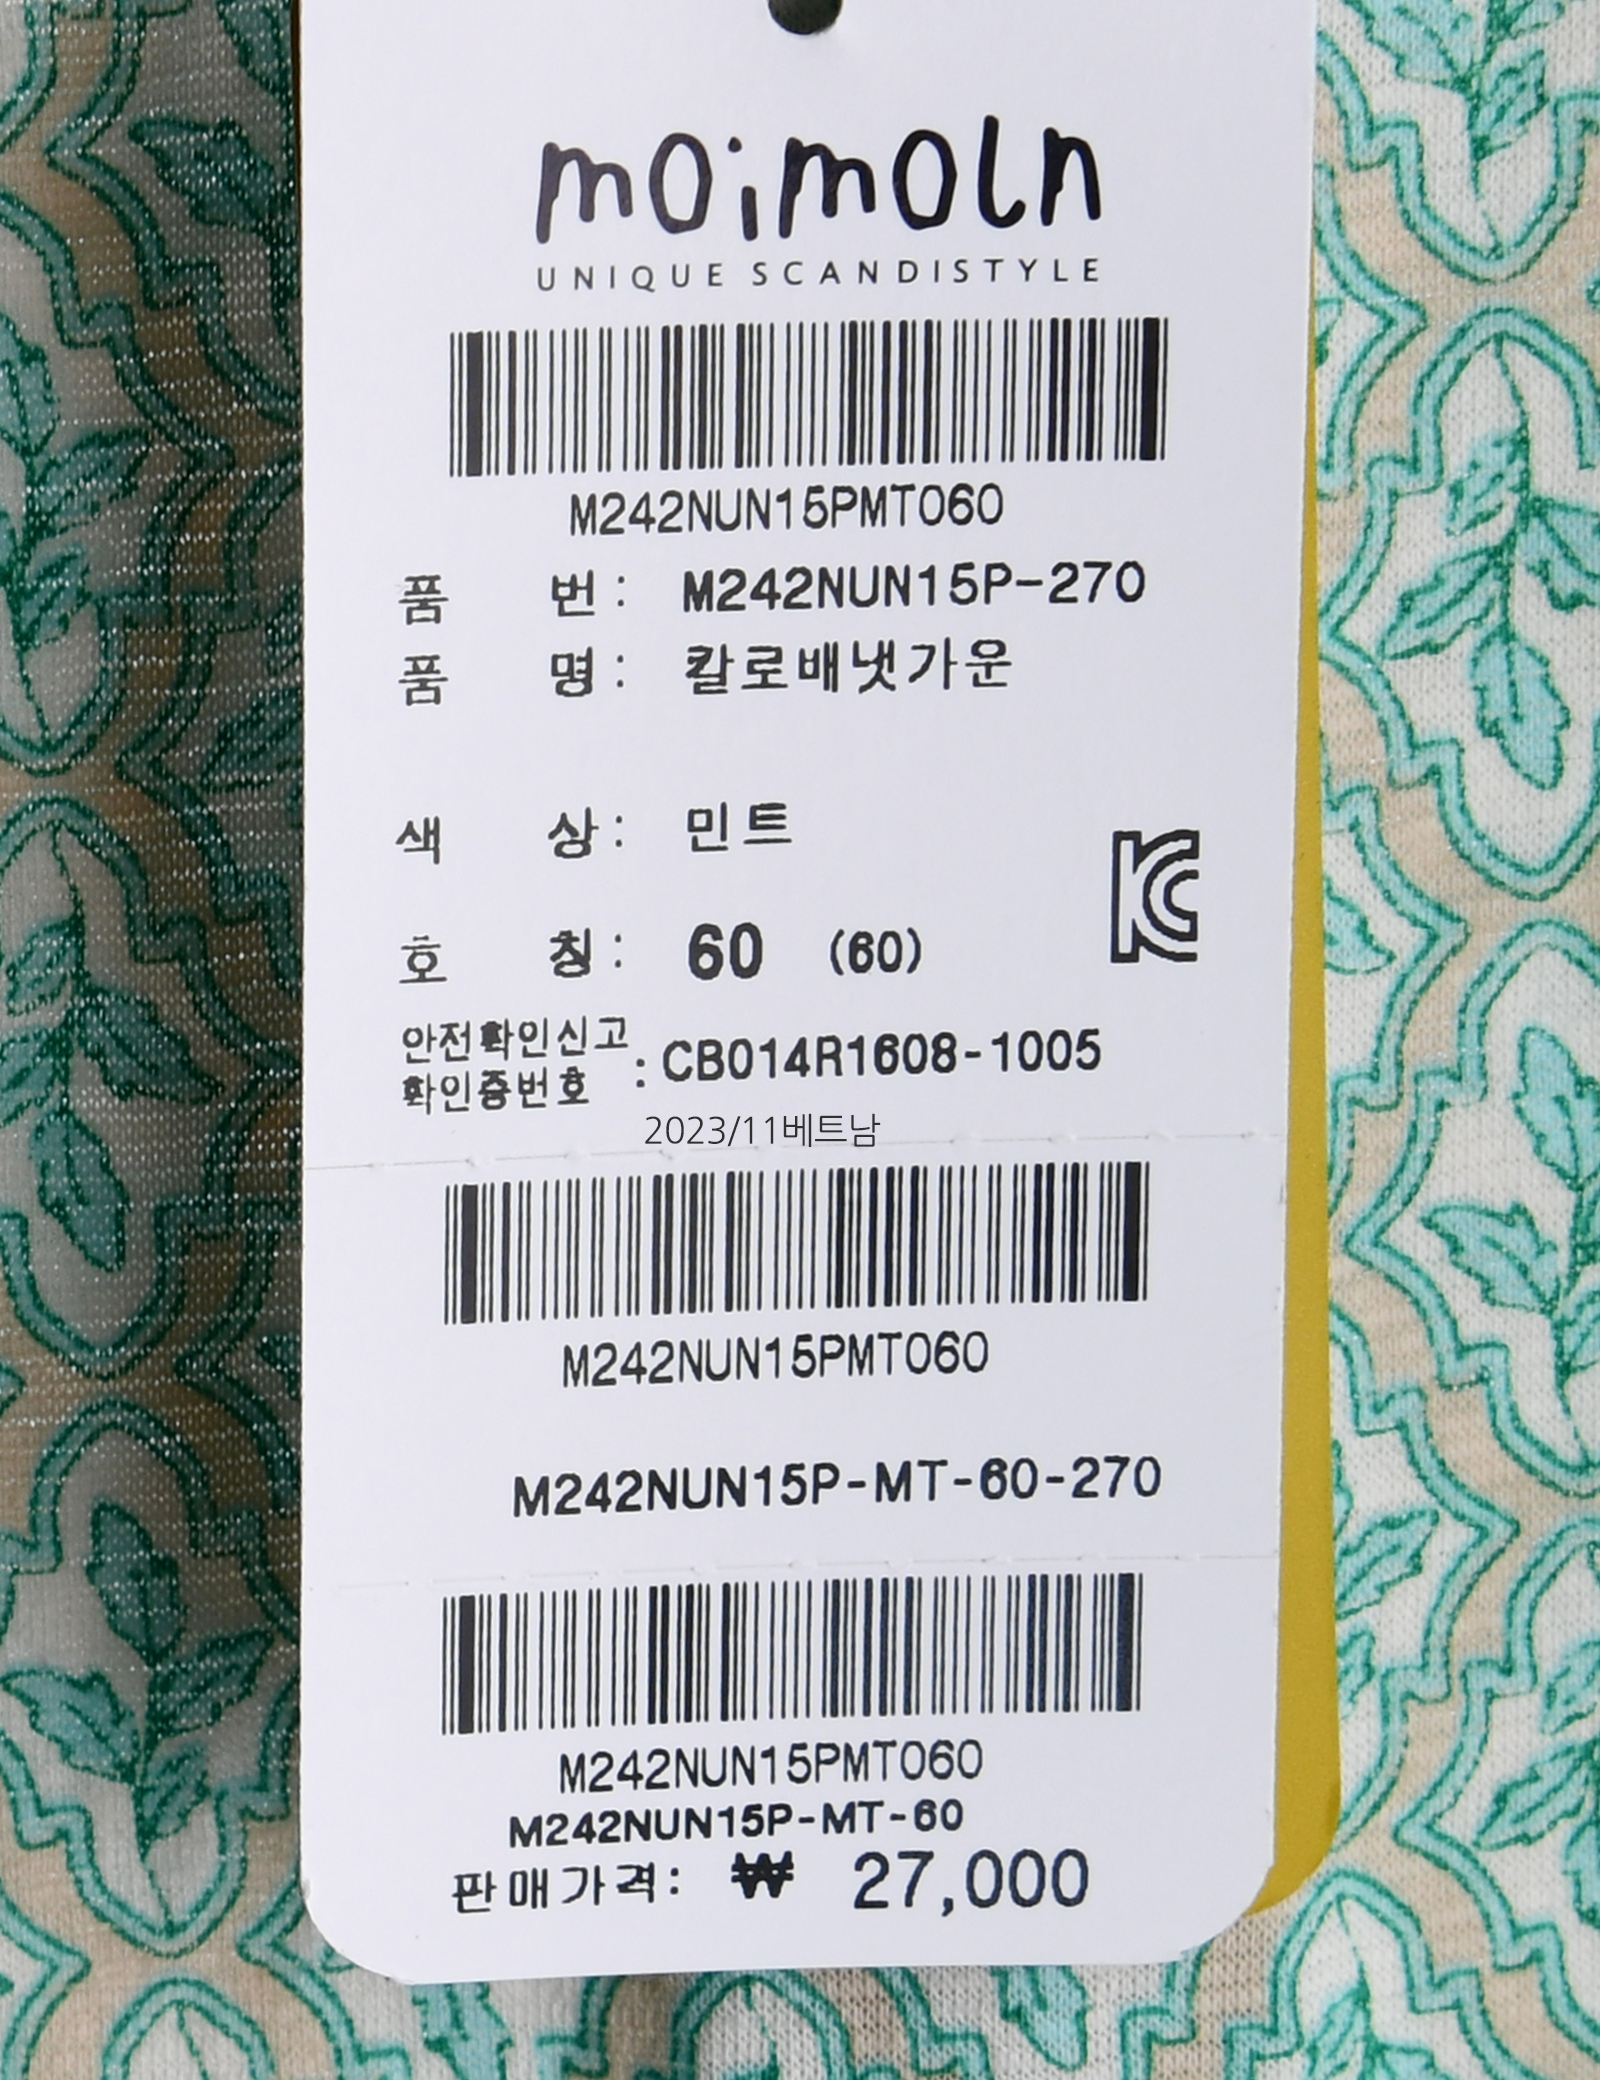 moimoln
UNIQUE SCANDISTYLE
M242NUN15PMT060
품 번: M242NUN15P-270
품 명: 칼로배냇가운
색 상: 민트
호 칭: 60 (60)
안전확인신고
확인증번호 : CB014R1608-1005
2023/11베트남
M242NUN15PMT060
M242NUN15P-MT-60-270
M242NUN15PMT060
M242NUN15P-MT-60
판매가격: ₩ 27,000